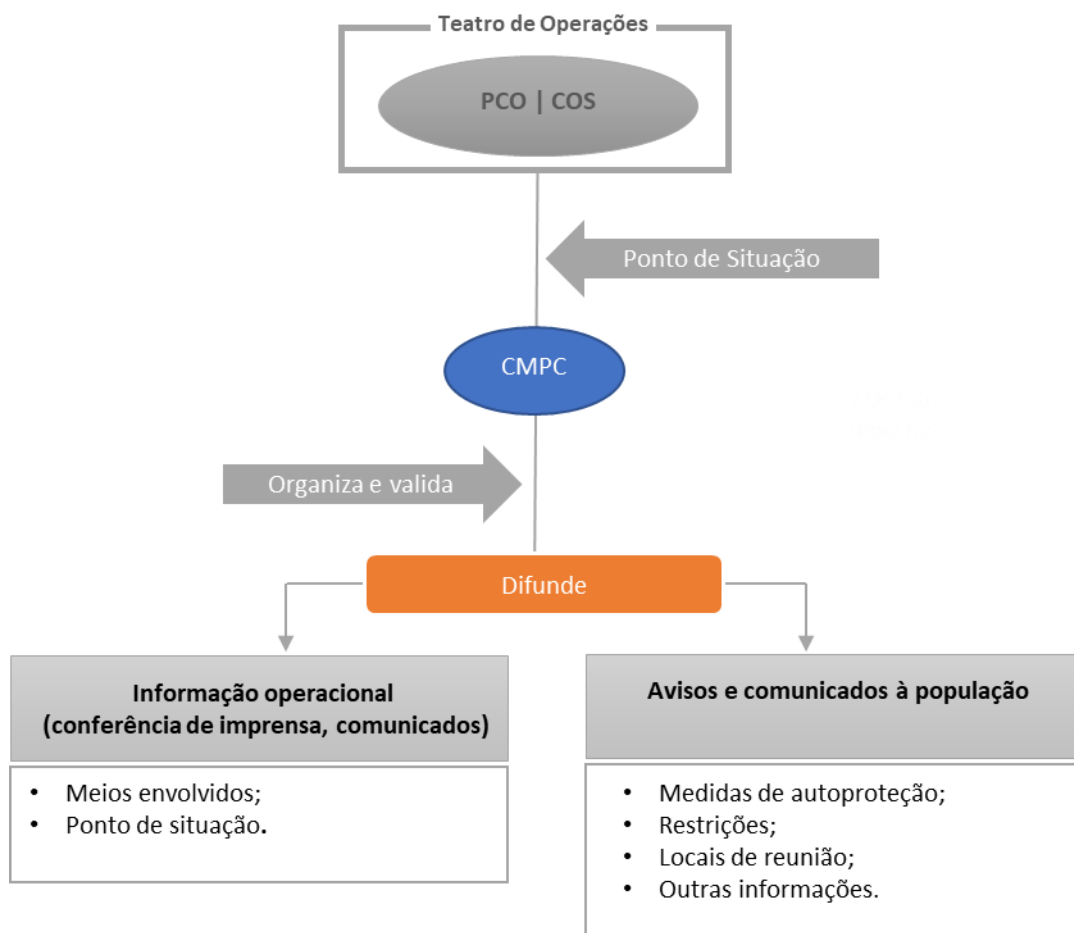 Teatro de Operações
PCO | COS
Ponto de Situação
CMPC
Organiza e valida
Difunde
Informação operacional
(conferência de imprensa, comunicados)
• Meios envolvidos;
• Ponto de situação.
Avisos e comunicados à população
• Medidas de autoproteção;
• Restrições;
• Locais de reunião;
• Outras informações.